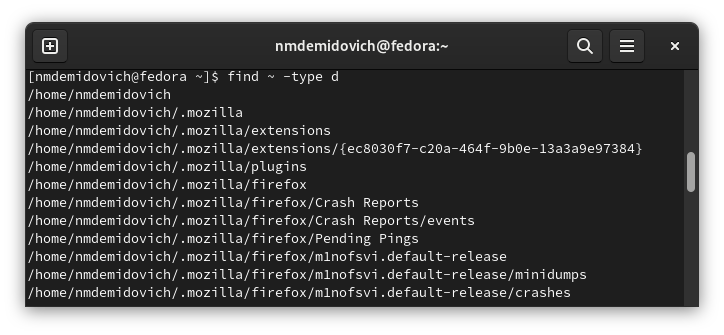 nmdemidovich@fedora:~
[nmdemidovich@fedora ~]$ find ~ -type d
/home/nmdemidovich
/home/nmdemidovich/.mozilla
/home/nmdemidovich/.mozilla/extensions
/home/nmdemidovich/.mozilla/extensions/{ec8030f7-c20a-464f-9b0e-13a3a9e97384}
/home/nmdemidovich/.mozilla/plugins
/home/nmdemidovich/.mozilla/firefox
/home/nmdemidovich/.mozilla/firefox/Crash Reports
/home/nmdemidovich/.mozilla/firefox/Crash Reports/events
/home/nmdemidovich/.mozilla/firefox/Pending Pings
/home/nmdemidovich/.mozilla/firefox/m1nofsvi.default-release
/home/nmdemidovich/.mozilla/firefox/m1nofsvi.default-release/minidumps
/home/nmdemidovich/.mozilla/firefox/m1nofsvi.default-release/crashes